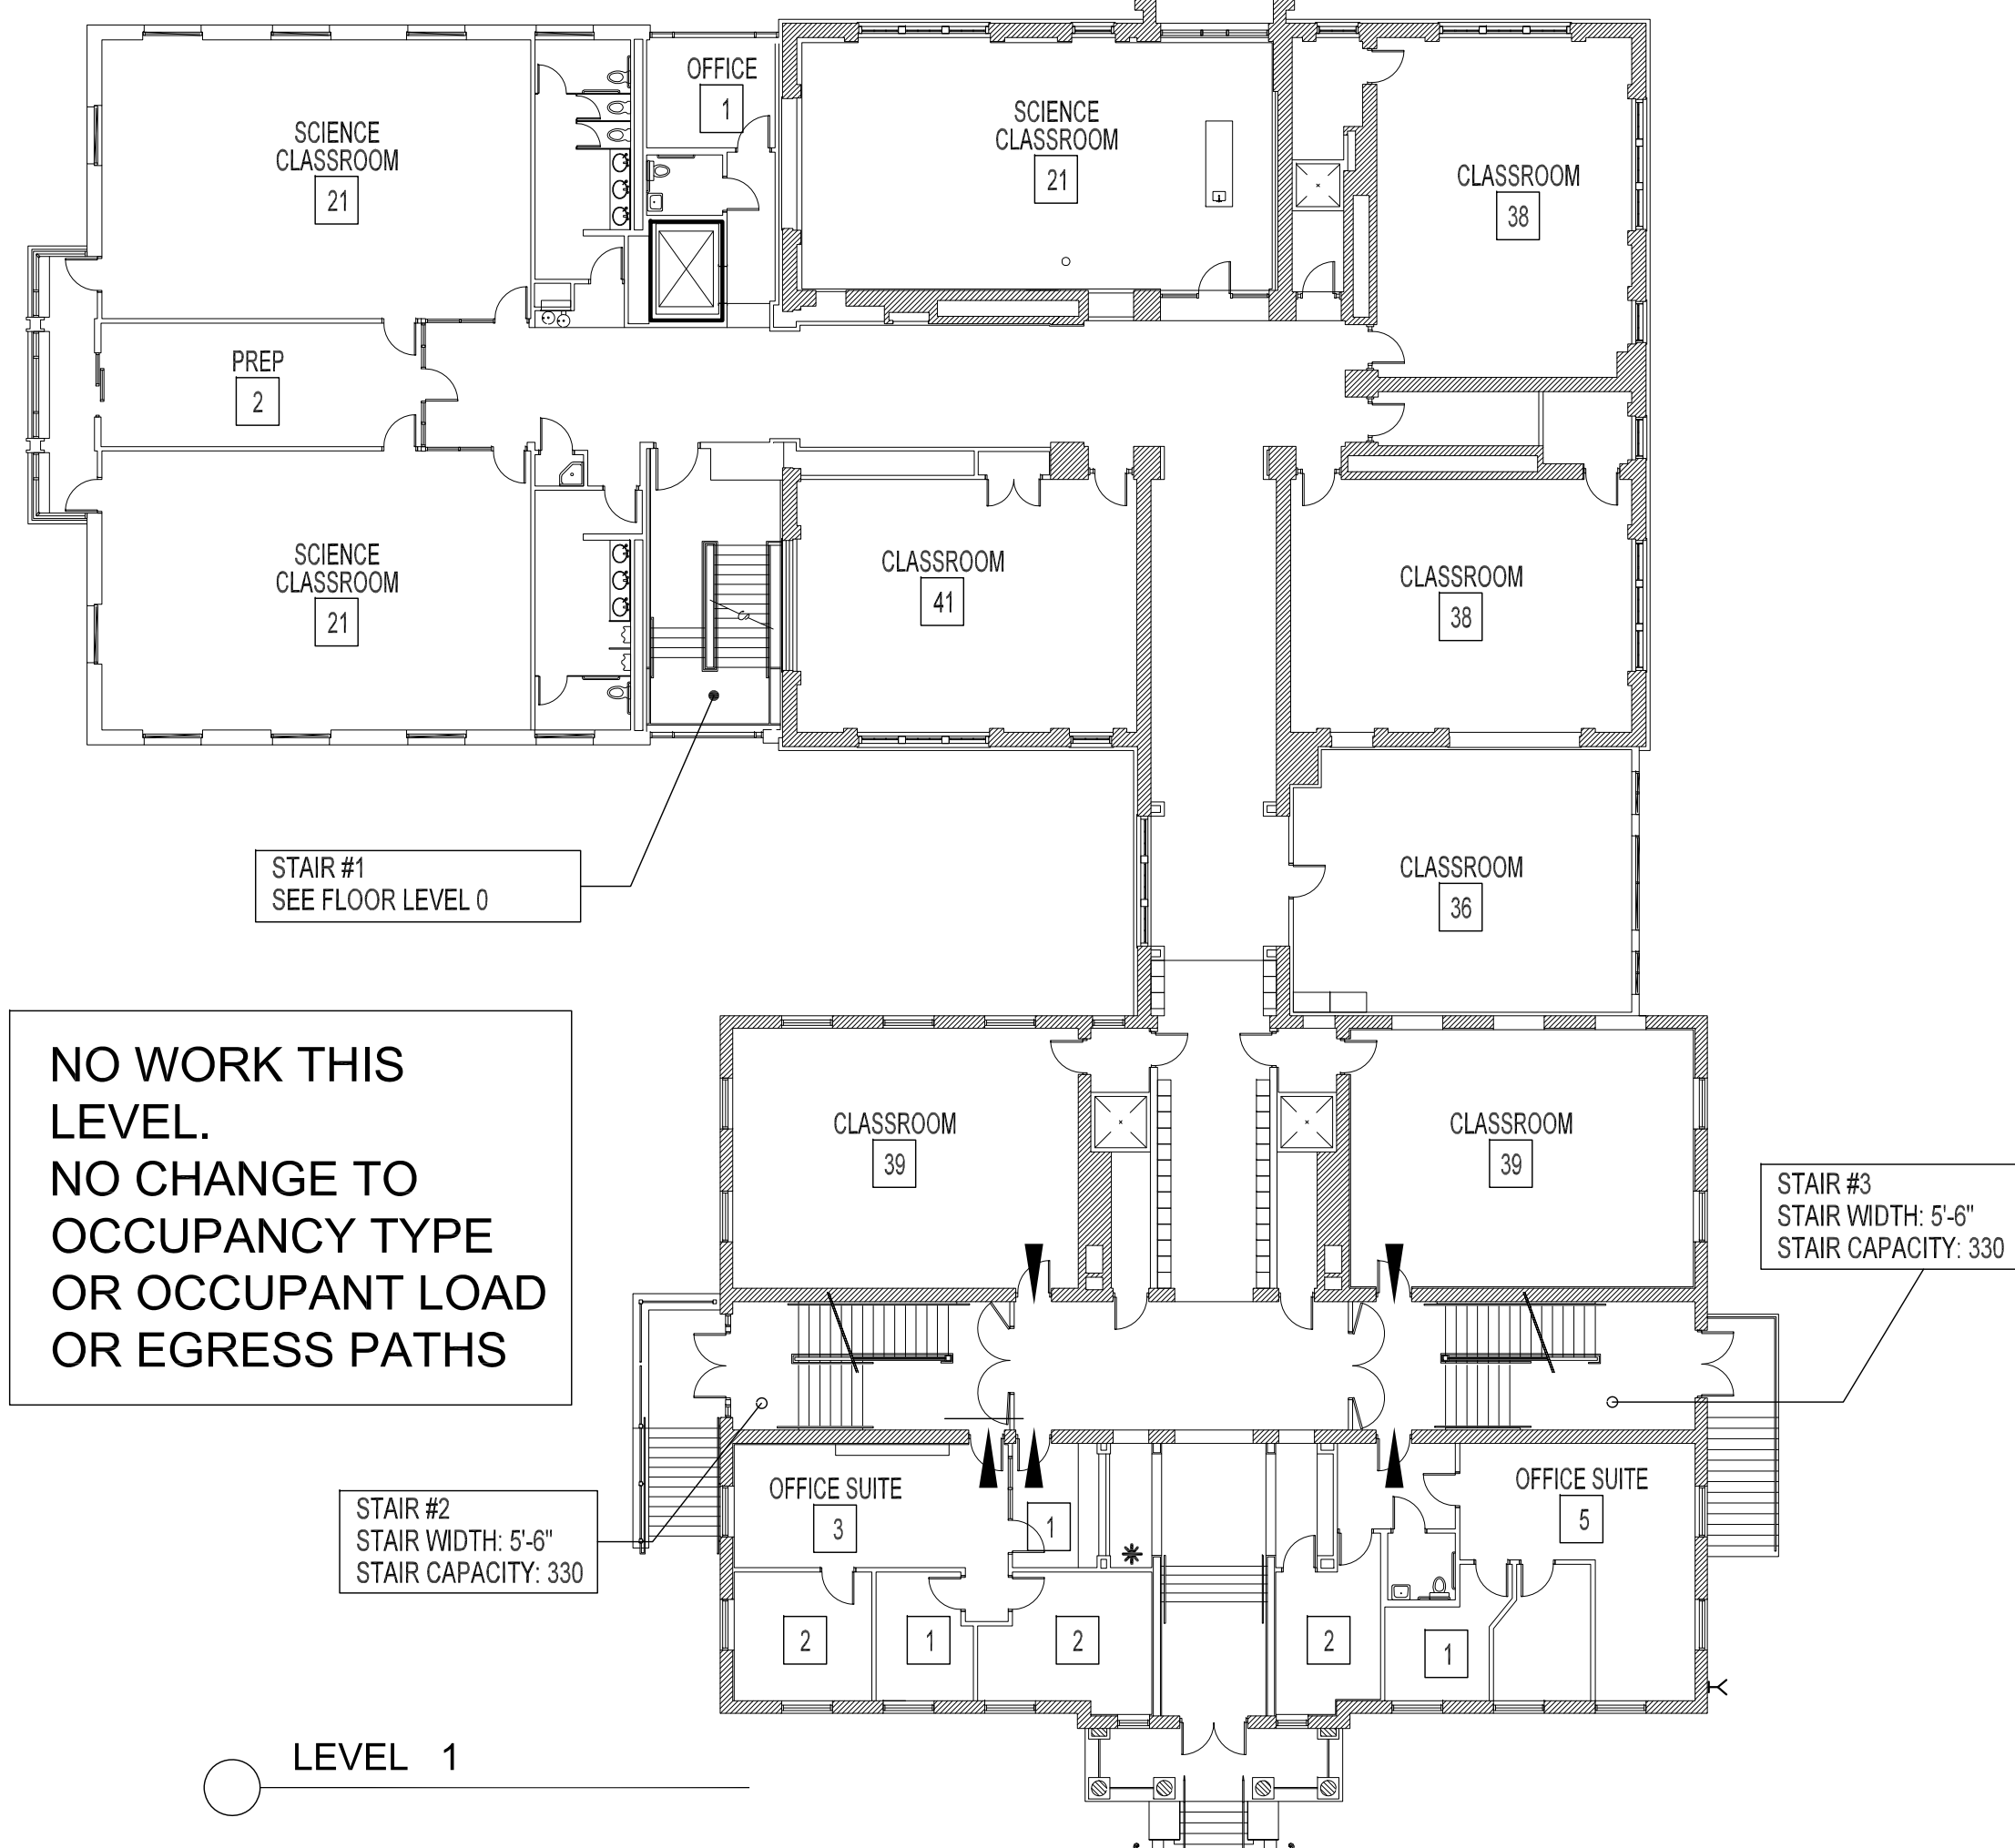 OFFICE
1
SCIENCE
CLASSROOM
21
SCIENCE
CLASSROOM
21
CLASSROOM
38
PREP
2
SCIENCE
CLASSROOM
21
CLASSROOM
41
CLASSROOM
38
STAIR #1
SEE FLOOR LEVEL 0
CLASSROOM
36
NO WORK THIS
LEVEL.
NO CHANGE TO
OCCUPANCY TYPE
OR OCCUPANT LOAD
OR EGRESS PATHS
CLASSROOM
39
CLASSROOM
39
STAIR #3
STAIR WIDTH: 5'-6"
STAIR CAPACITY: 330
OFFICE SUITE
3
1
OFFICE SUITE
5
STAIR #2
STAIR WIDTH: 5'-6"
STAIR CAPACITY: 330
2
1
2
2
1
LEVEL 1